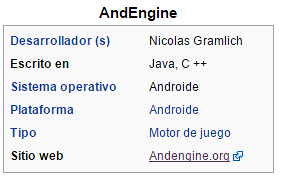 AndEngine
Desarrollador (s) Nicolas Gramlich
Escrito en Java, C ++
Sistema operativo Androide
Plataforma Androide
Tipo Motor de juego
Sitio web Andengine.org